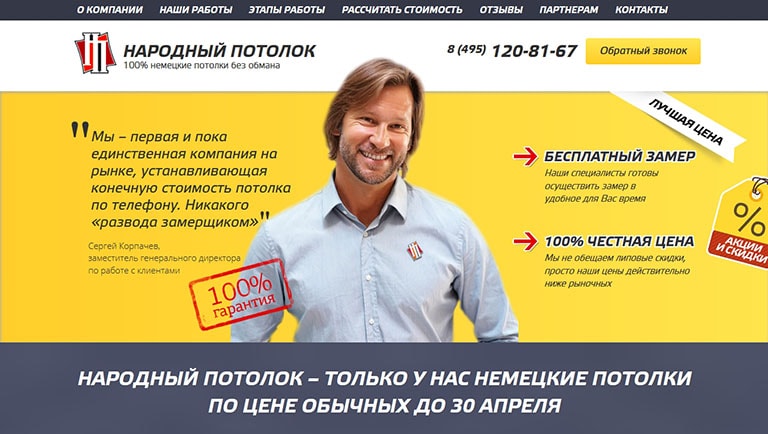 О КОМПАНИИ НАШИ РАБОТЫ ЭТАПЫ РАБОТЫ РАССЧИТАТЬ СТОИМОСТЬ ОТЗЫВЫ ПАРТНЕРАМ КОНТАКТЫ
НП
НАРОДНЫЙ ПОТОЛОК
100% немецкие потолки без обмана
8 (495) 120-81-67
Обратный звонок
"Мы – первая и пока
единственная компания на
рынке, устанавливающая
конечную стоимость потолка
по телефону. Никакого
«развода замерщиком»"
Сергей Корпачев,
заместитель генерального директора
по работе с клиентами
100%
гарантия
ЛУЧШАЯ ЦЕНА
БЕСПЛАТНЫЙ ЗАМЕР
Наши специалисты готовы
осуществить замер в
удобное для Вас время
100% ЧЕСТНАЯ ЦЕНА
Мы не обещаем липовые скидки,
просто наши цены действительно
ниже рыночных
%
АКЦИИ
И СКИДКИ
НАРОДНЫЙ ПОТОЛОК – ТОЛЬКО У НАС НЕМЕЦКИЕ ПОТОЛКИ
ПО ЦЕНЕ ОБЫЧНЫХ ДО 30 АПРЕЛЯ